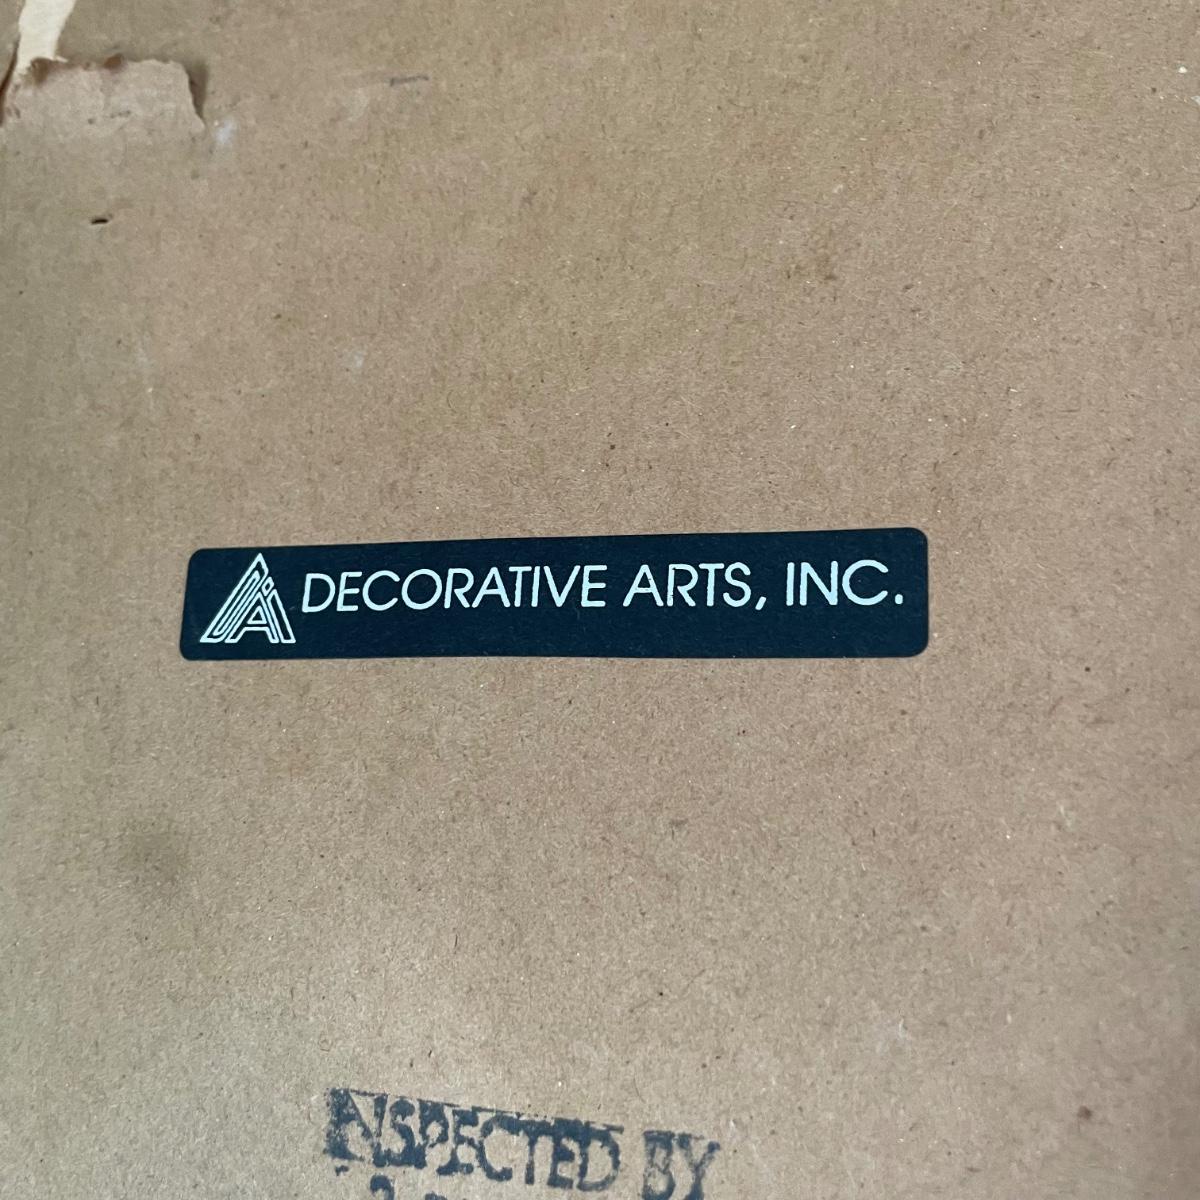 DECORATIVE ARTS, INC.
INSPECTED BY